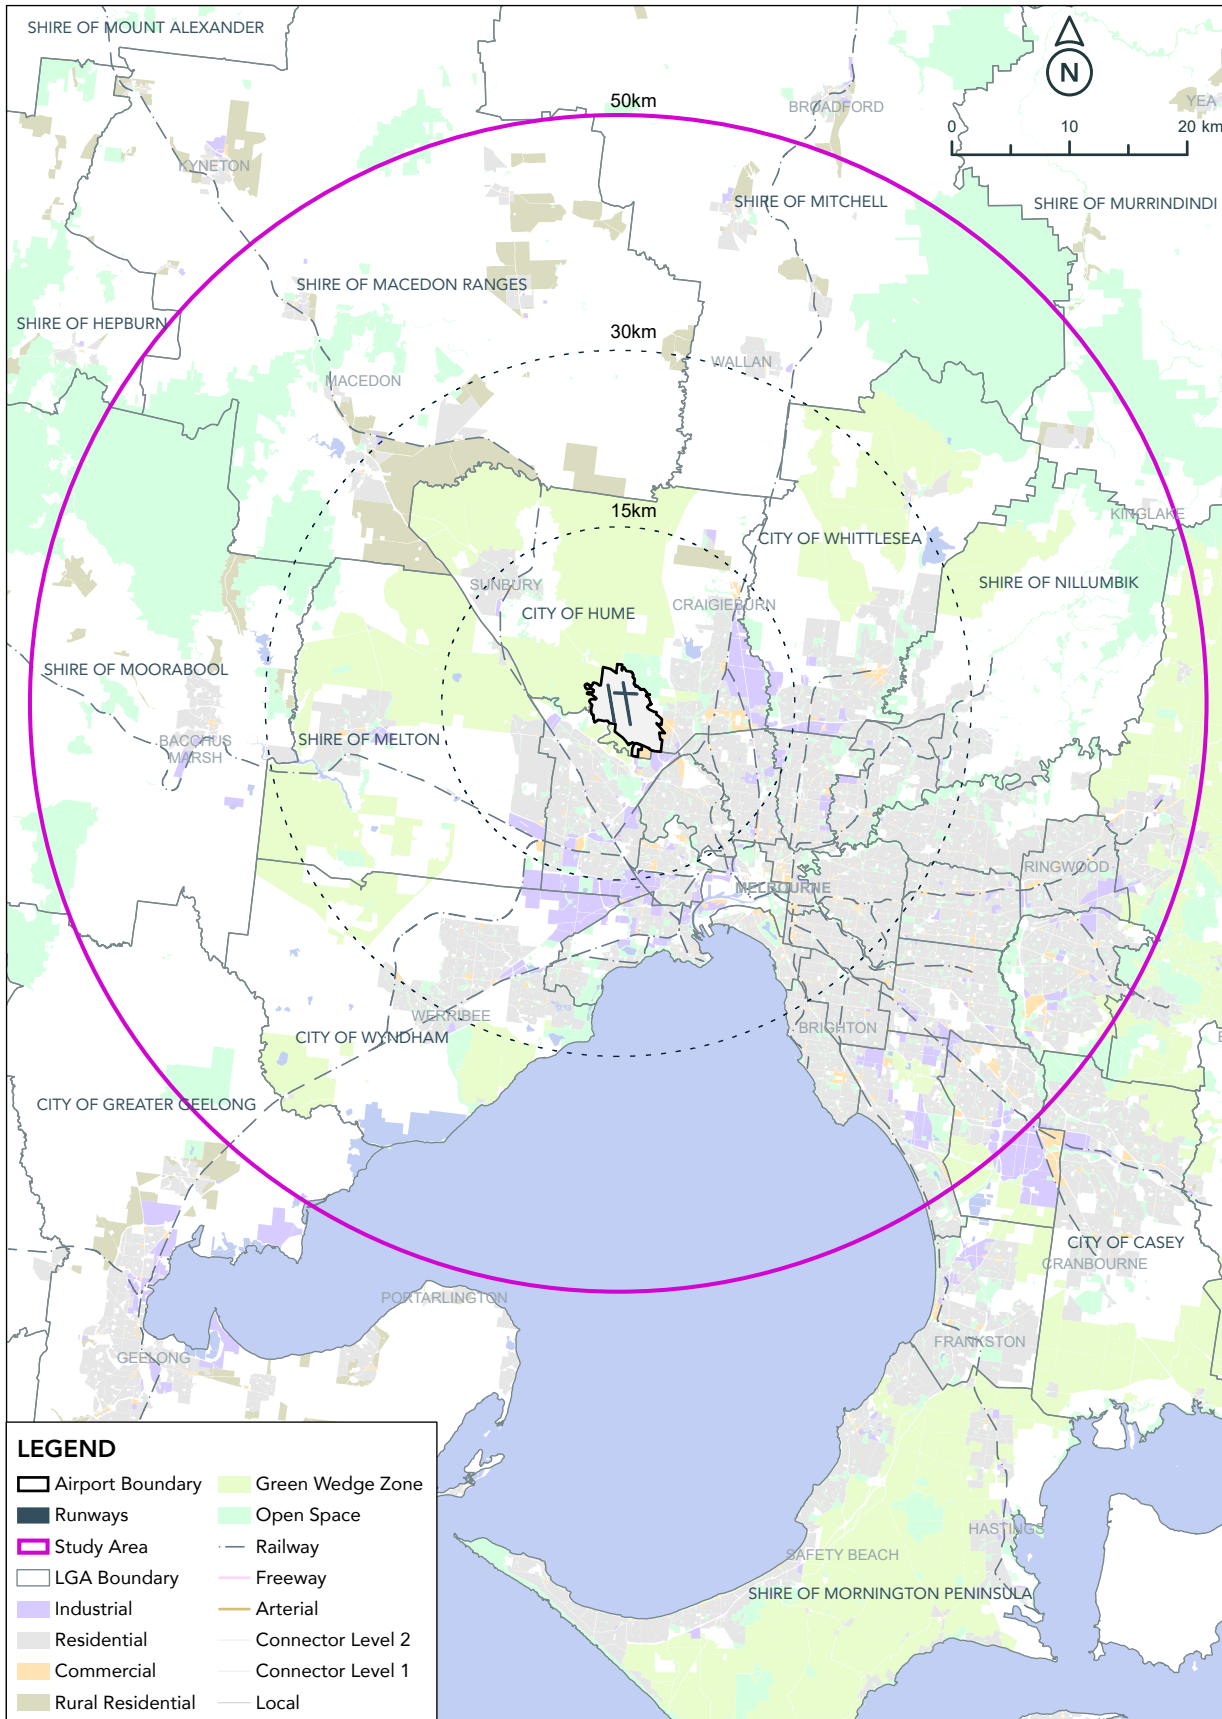 SHIRE OF MOUNT ALEXANDER
N
50km
BROADFORD
YEA
0 10 20 km
KYNETON
SHIRE OF MITCHELL
SHIRE OF MURRINDINDI
SHIRE OF MACEDON RANGES
SHIRE OF HEPBURN
30km
WALLAN
MACEDON
15km
KINGLAKE
CITY OF WHITTLESEA
SUNBURY
SHIRE OF NILLUMBIK
CRAIGIEBURN
CITY OF HUME
SHIRE OF MOORABOOL
BACCHUS
MARSH
SHIRE OF MELTON
RINGWOOD
MELBOURNE
WERRIBEE
BRIGHTON
CITY OF WYNDHAM
CITY OF GREATER GEELONG
CITY OF CASEY
CRANBOURNE
PORTARLINGTON
FRANKSTON
GEELONG
HASTINGS
SAFETY BEACH
SHIRE OF MORNINGTON PENINSULA
LEGEND
Airport Boundary
Runways
Study Area
LGA Boundary
Industrial
Residential
Commercial
Rural Residential
Green Wedge Zone
Open Space
Railway
Freeway
Arterial
Connector Level 2
Connector Level 1
Local